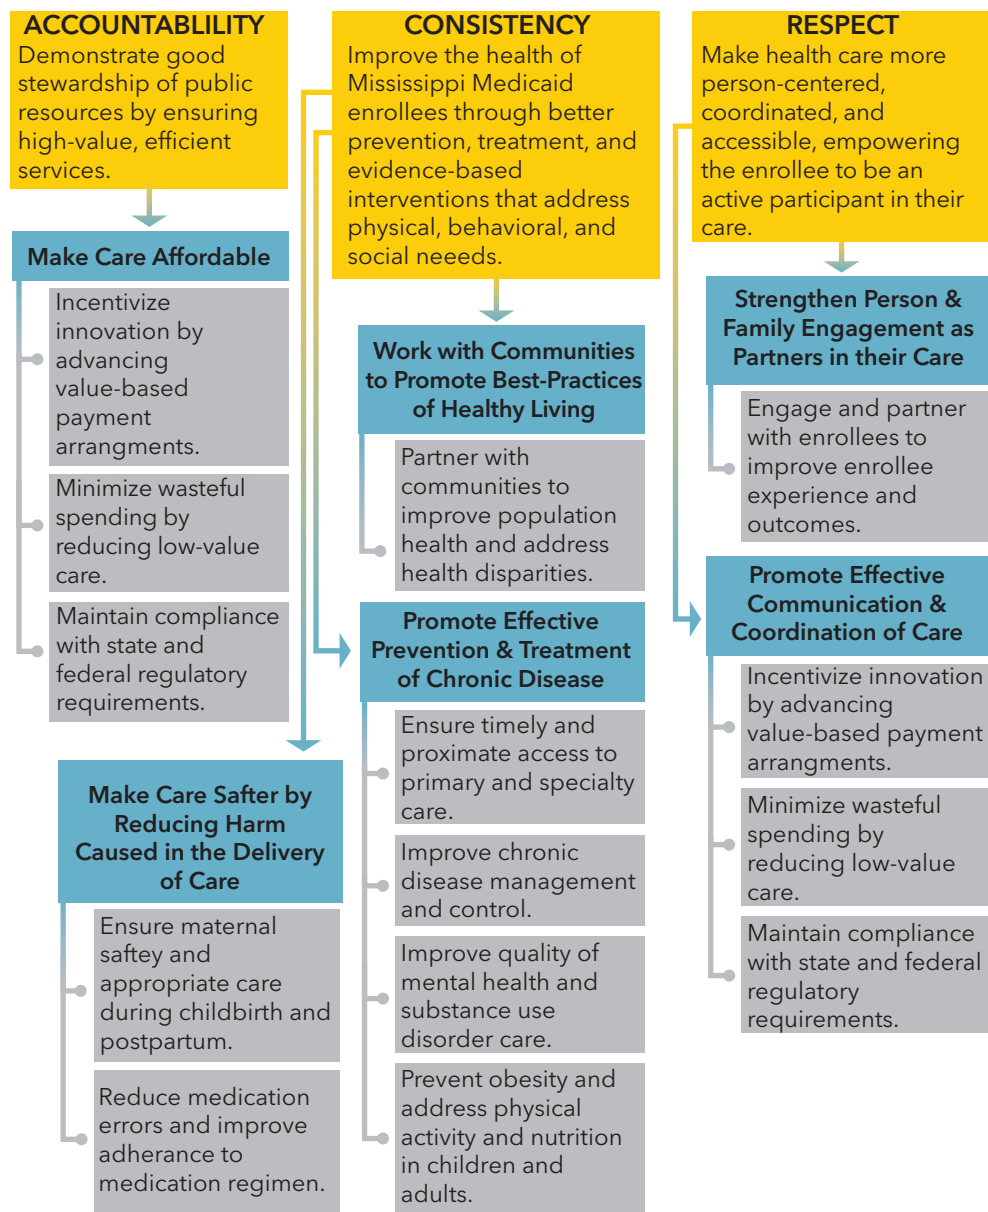 ACCOUNTABLILITY
Demonstrate good
stewardship of public
resources by ensuring
high-value, efficient
services.
Make Care Affordable
Incentivize
innovation by
advancing
value-based
payment
arrangments.
Minimize wasteful
spending by
reducing low-value
care.
Maintain compliance
with state and
federal regulatory
requirements.
CONSISTENCY
Improve the health of
Mississippi Medicaid
enrollees through better
prevention, treatment, and
evidence-based
interventions that address
physical, behavioral, and
social neeeds.
Make Care Safter by
Reducing Harm
Caused in the Delivery
of Care
Ensure maternal
saftey and
appropriate care
during childbirth and
postpartum.
Reduce medication
errors and improve
adherance to
medication regimen.
Work with Communities
to Promote Best-Practices
of Healthy Living
Partner with
communities to
improve population
health and address
health disparities.
Promote Effective
Prevention & Treatment
of Chronic Disease
Ensure timely and
proximate access to
primary and specialty
care.
Improve chronic
disease management
and control.
Improve quality of
mental health and
substance use
disorder care.
Prevent obesity and
address physical
activity and nutrition
in children and
adults.
RESPECT
Make health care more
person-centered,
coordinated, and
accessible, empowering
the enrollee to be an
active participant in their
care.
Strengthen Person &
Family Engagement as
Partners in their Care
Engage and partner
with enrollees to
improve enrollee
experience and
outcomes.
Promote Effective
Communication &
Coordination of Care
Incentivize innovation
by advancing
value-based payment
arrangments.
Minimize wasteful
spending by
reducing low-value
care.
Maintain compliance
with state and federal
regulatory
requirements.